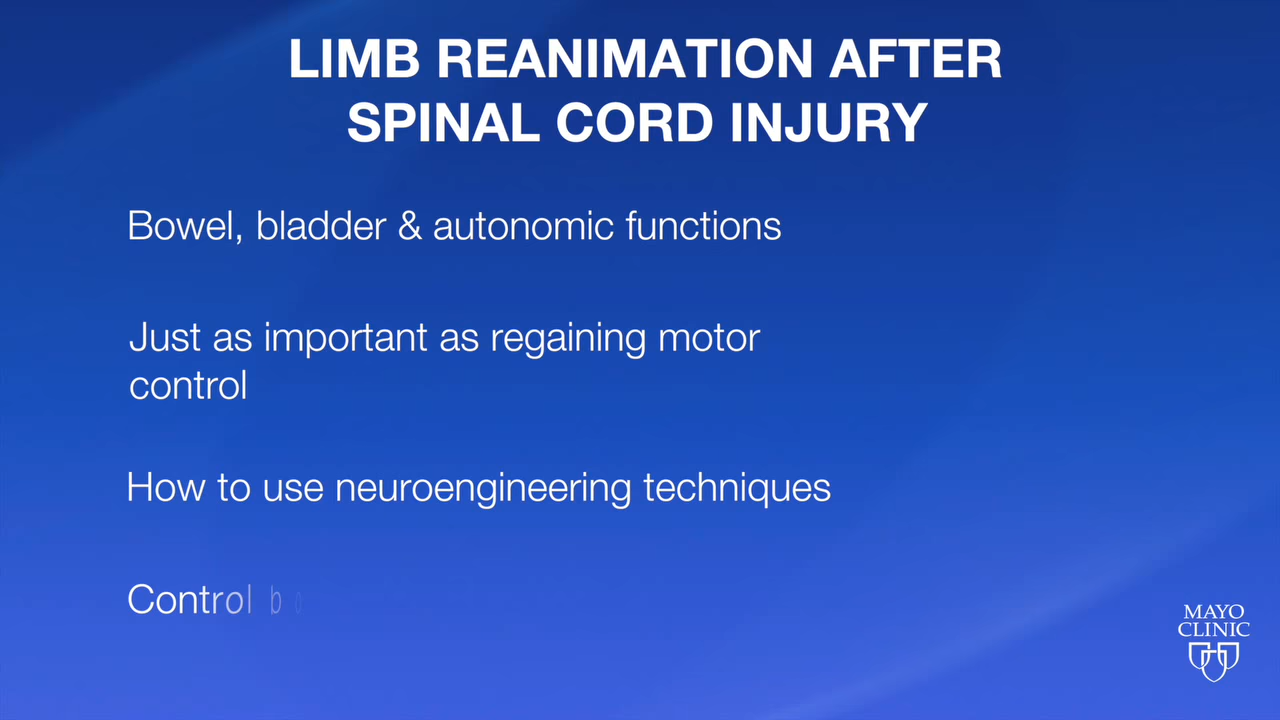 LIMB REANIMATION AFTER
SPINAL CORD INJURY
Bowel, bladder & autonomic functions
Just as important as regaining motor
control
How to use neuroengineering techniques
Control
MAYO
CLINIC